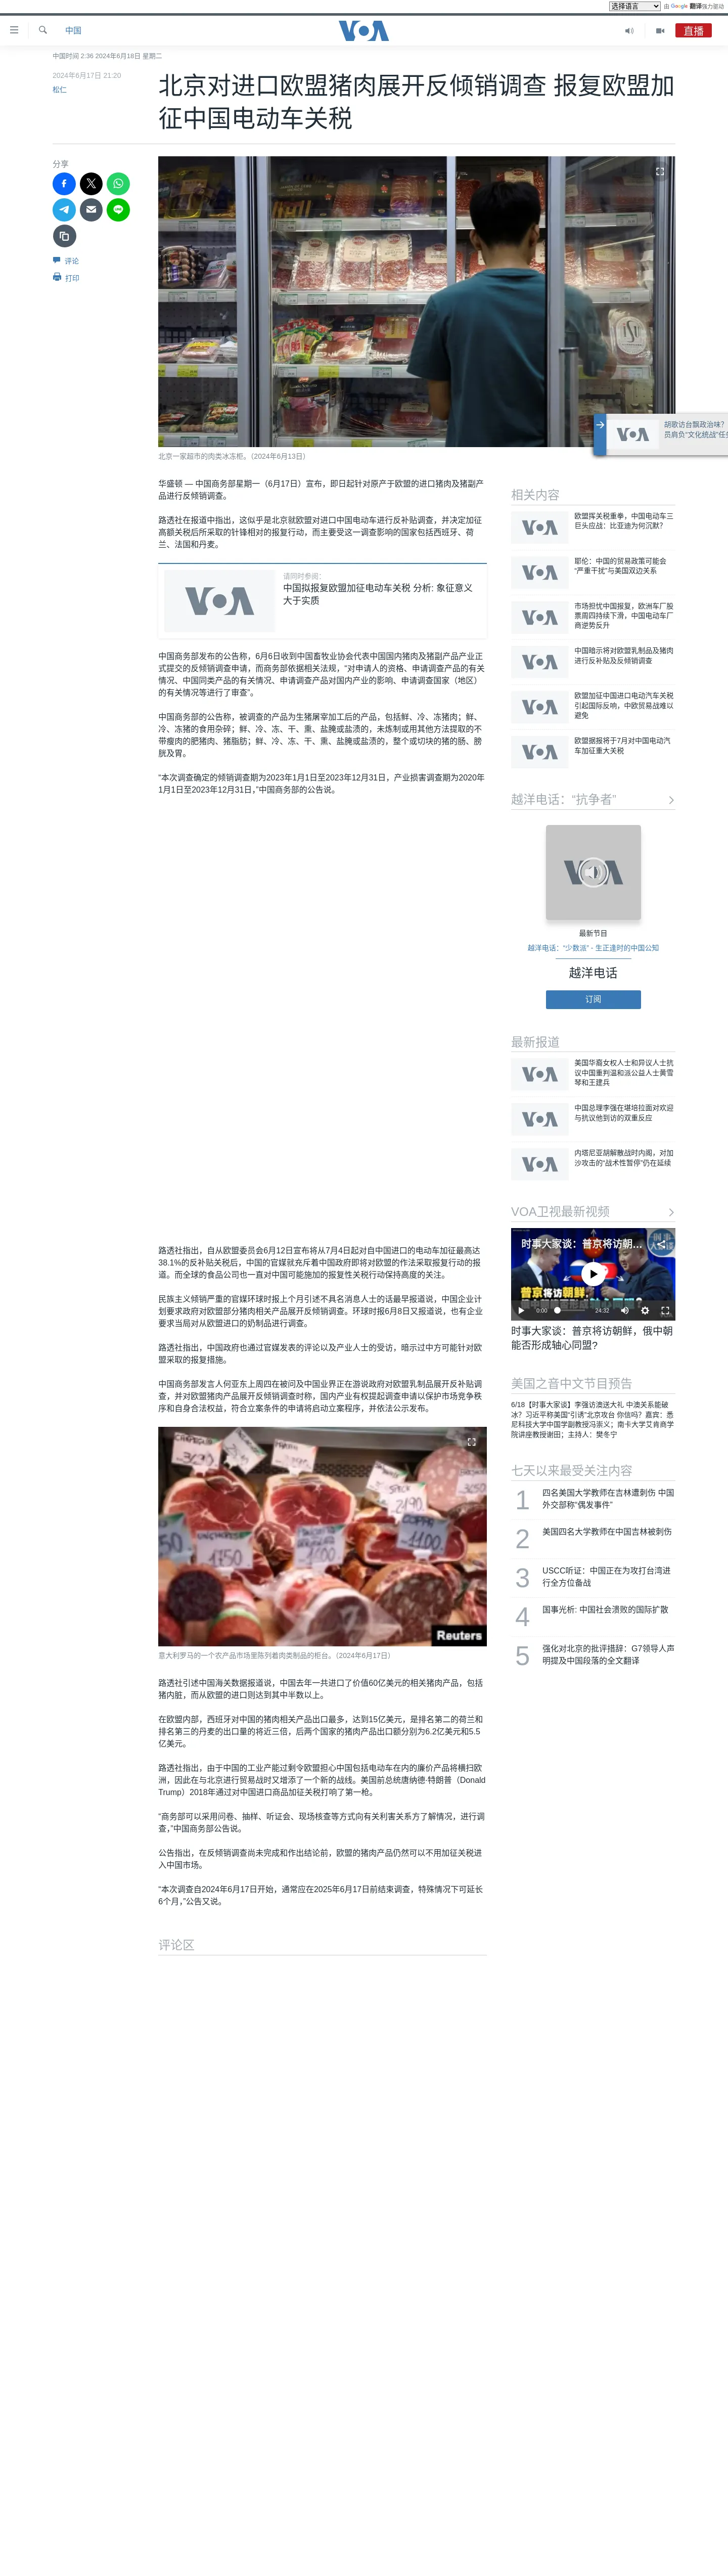 选择语言
由 Google 翻译强力驱动
中国
VOA
直播
中国时间 2:36 2024年6月18日 星期二
2024年6月17日 21:20
松仁
北京对进口欧盟猪肉展开反倾销调查 报复欧盟加
征中国电动车关税
分享
评论
打印
北京一家超市的肉类冰冻柜。（2024年6月13日）
胡歌访台飘政治味?
员肩负“文化统战”任务
华盛顿 — 中国商务部星期一（6月17日）宣布，即日起针对原产于欧盟的进口猪肉及猪副产
品进行反倾销调查。
路透社在报道中指出，这似乎是北京就欧盟对进口中国电动车进行反补贴调查，并决定加征
高额关税后所采取的针锋相对的报复行动，而主要受这一调查影响的国家包括西班牙、荷
兰、法国和丹麦。
VOA
请同时参阅：
中国拟报复欧盟加征电动车关税 分析: 象征意义
大于实质
中国商务部发布的公告称，6月6日收到中国畜牧业协会代表中国国内猪肉及猪副产品产业正
式提交的反倾销调查申请，而商务部依据相关法规，“对申请人的资格、申请调查产品的有关
情况、中国同类产品的有关情况、申请调查产品对国内产业的影响、申请调查国家（地区）
的有关情况等进行了审查”。
中国商务部的公告称，被调查的产品为生猪屠宰加工后的产品，包括鲜、冷、冻猪肉；鲜、
冷、冻猪的食用杂碎；鲜、冷、冻、干、熏、盐腌或盐渍的，未炼制或用其他方法提取的不
带瘦肉的肥猪肉、猪脂肪；鲜、冷、冻、干、熏、盐腌或盐渍的，整个或切块的猪的肠、膀
胱及胃。
“本次调查确定的倾销调查期为2023年1月1日至2023年12月31日，产业损害调查期为2020年
1月1日至2023年12月31日，”中国商务部的公告说。
路透社指出，自从欧盟委员会6月12日宣布将从7月4日起对自中国进口的电动车加征最高达
38.1%的反补贴关税后，中国的官媒就充斥着中国政府即将对欧盟的作法采取报复行动的报
道。而全球的食品公司也一直对中国可能施加的报复性关税行动保持高度的关注。
民族主义倾销严重的官媒环球时报上个月引述不具名消息人士的话最早报道说，中国企业计
划要求政府对欧盟部分猪肉相关产品展开反倾销调查。环球时报6月8日又报道说，也有企业
要求当局对从欧盟进口的奶制品进行调查。
路透社指出，中国政府也通过官媒发表的评论以及产业人士的受访，暗示过中方可能针对欧
盟采取的报复措施。
中国商务部发言人何亚东上周四在被问及中国业界正在游说政府对欧盟乳制品展开反补贴调
查，并对欧盟猪肉产品展开反倾销调查时称，国内产业有权提起调查申请以保护市场竞争秩
序和自身合法权益，符合立案条件的申请将启动立案程序，并依法公示发布。
Reuters
意大利罗马的一个农产品市场里陈列着肉类制品的柜台。（2024年6月17日）
路透社引述中国海关数据报道说，中国去年一共进口了价值60亿美元的相关猪肉产品，包括
猪内脏，而从欧盟的进口则达到其中半数以上。
在欧盟内部，西班牙对中国的猪肉相关产品出口最多，达到15亿美元，是排名第二的荷兰和
排名第三的丹麦的出口量的将近三倍，后两个国家的猪肉产品出口额分别为6.2亿美元和5.5
亿美元。
路透社指出，由于中国的工业产能过剩令欧盟担心中国包括电动车在内的廉价产品将横扫欧
洲，因此在与北京进行贸易战时又增添了一个新的战线。美国前总统唐纳德·特朗普（Donald
Trump）2018年通过对中国进口商品加征关税打响了第一枪。
“商务部可以采用问卷、抽样、听证会、现场核查等方式向有关利害关系方了解情况，进行调
查，”中国商务部公告说。
公告指出，在反倾销调查尚未完成和作出结论前，欧盟的猪肉产品仍然可以不用加征关税进
入中国市场。
“本次调查自2024年6月17日开始，通常应在2025年6月17日前结束调查，特殊情况下可延长
6个月，”公告又说。
评论区
相关内容
欧盟挥关税重拳，中国电动车三
巨头应战：比亚迪为何沉默？
耶伦：中国的贸易政策可能会
“严重干扰”与美国双边关系
市场担忧中国报复，欧洲车厂股
票周四持续下滑，中国电动车厂
商逆势反升
中国暗示将对欧盟乳制品及猪肉
进行反补贴及反倾销调查
欧盟加征中国进口电动汽车关税
引起国际反响，中欧贸易战难以
避免
欧盟据报将于7月对中国电动汽
车加征重大关税
越洋电话：“抗争者”
最新节目
越洋电话：“少数派” - 生正逢时的中国公知
越洋电话
订阅
最新报道
美国华裔女权人士和异议人士抗
议中国重判温和派公益人士黄雪
琴和王建兵
中国总理李强在堪培拉面对欢迎
与抗议他到访的双重反应
内塔尼亚胡解散战时内阁，对加
沙攻击的“战术性暂停”仍在延续
VOA卫视最新视频
时事大家谈：普京将访朝…
普京将访朝，
0:00
24:32
时事大家谈：普京将访朝鲜，俄中朝
能否形成轴心同盟?
美国之音中文节目预告
6/18【时事大家谈】李强访澳送大礼 中澳关系能破
冰？习近平称美国“引诱”北京攻台 你信吗？嘉宾：悉
尼科技大学中国学副教授冯崇义；南卡大学艾肯商学
院讲座教授谢田；主持人：樊冬宁
七天以来最受关注内容
1
四名美国大学教师在吉林遭刺伤 中国
外交部称“偶发事件”
2
美国四名大学教师在中国吉林被刺伤
3
USCC听证：中国正在为攻打台湾进
行全方位备战
4
国事光析: 中国社会溃败的国际扩散
5
强化对北京的批评措辞：G7领导人声
明提及中国段落的全文翻译